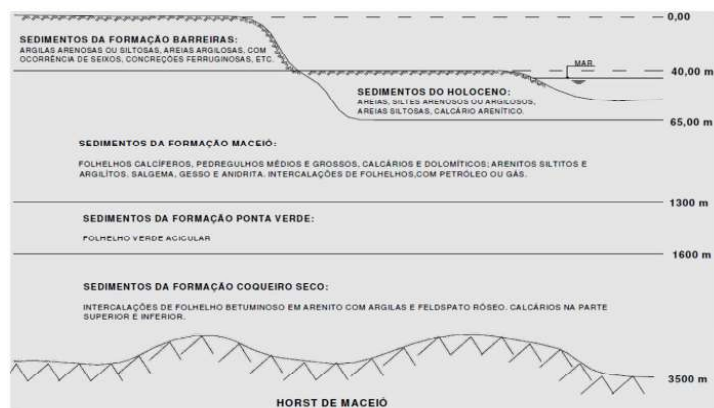 0,00
SEDIMENTOS DA FORMAÇÃO BARREIRAS:
ARGILAS ARENOSAS OU SILTOSAS, AREIAS ARGILOSAS, COM
OCORRÊNCIA DE SEIXOS, CONCREÇÕES FERRUGINOSAS, ETC.
MAR
40,00 m
SEDIMENTOS DO HOLOCENO:
AREIAS, SILTES ARENOSOS OU ARGILOSOS,
AREIAS SILTOSAS, CALCÁRIO ARENÍTICO.
65,00 m
SEDIMENTOS DA FORMAÇÃO MACEIÓ:
FOLHELHOS CALCÍFEROS, PEDREGULHOS MÉDIOS E GROSSOS, CALCÁRIOS E DOLOMÍTICOS; ARENITOS SILTITOS E
ARGILÍTOS. SALGEMA, GESSO E ANIDRITA. INTERCALAÇÕES DE FOLHELHOS,COM PETRÓLEO OU GÁS.
1300 m
SEDIMENTOS DA FORMAÇÃO PONTA VERDE:
FOLHELHO VERDE ACICULAR
1600 m
SEDIMENTOS DA FORMAÇÃO COQUEIRO SECO:
INTERCALAÇÕES DE FOLHELHO BETUMINOSO EM ARENITO COM ARGILAS E FELDSPATO RÓSEO. CALCÁRIOS NA PARTE
SUPERIOR E INFERIOR.
3500 m
HORST DE MACEIÓ